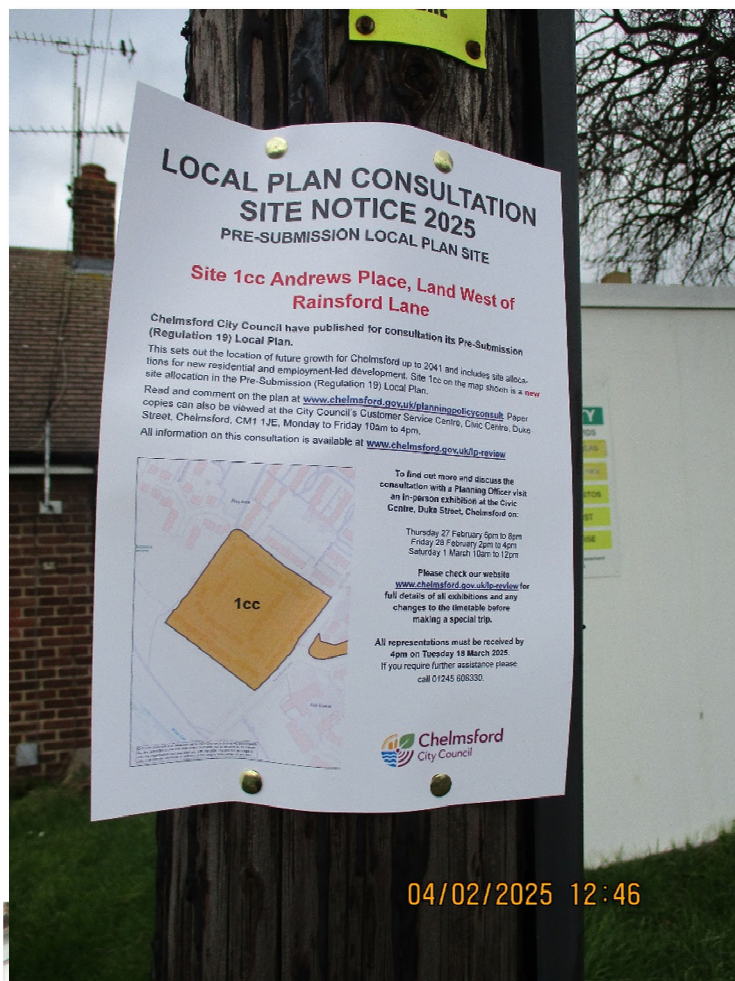 LOCAL PLAN CONSULTATION
SITE NOTICE 2025
PRE-SUBMISSION LOCAL PLAN SITE
Site 1cc Andrews Place, Land West of
Rainsford Lane
Chelmsford City Council have published for consultation its Pre-Submission
(Regulation 19) Local Plan.
This sets out the location of future growth for Chelmsford up to 2041 and includes site alloca-
tions for new residential and employment-led development. Site 1cc on the map shown is a new
site allocation in the Pre-Submission (Regulation 19) Local Plan.
Read and comment on the plan at www.chelmsford.gov.uk/planningpolicyconsult Paper
copies can also be viewed at the City Council's Customer Service Centre, Civic Centre, Duke
Street, Chelmsford, CM1 1JE, Monday to Friday 10am to 4pm.
All information on this consultation is available at www.chelmsford.gov.uk/lp-review
1cc
To find out more and discuss the
consultation with a Planning Officer visit
an in-person exhibition at the Civic
Centre, Duke Street, Chelmsford on:
Thursday 27 February 6pm to 8pm
Friday 28 February 2pm to 4pm
Saturday 1 March 10am to 12pm
Please check our website
www.chelmsford.gov.uk/lp-review for
full details of all exhibitions and any
changes to the timetable before
making a special trip.
All representations must be received by
4pm on Tuesday 18 March 2025.
If you require further assistance please
call 01245 606330.
Chelmsford
City Council
04/02/2025 12:46